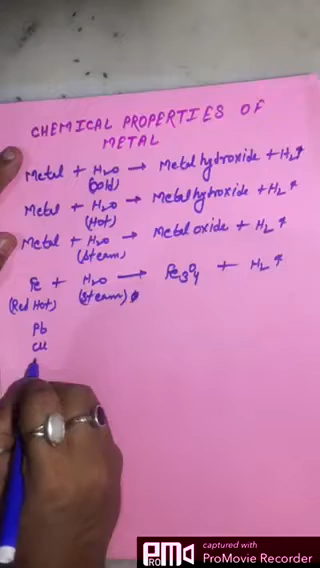 CHEMICAL PROPERTIES OF
METAL
Metal + H2O → Metal hydroxide + H2↑
(Cold)
Metal + H2O → Metal hydroxide + H2↑
(Hot)
Metal + H2O → Metal oxide + H2↑
(Steam)
Fe + H2O → Fe3O4 + H2↑
(Red Hot) (Steam)
Pb
Cu
captured with
PRO M
ProMovie Recorder